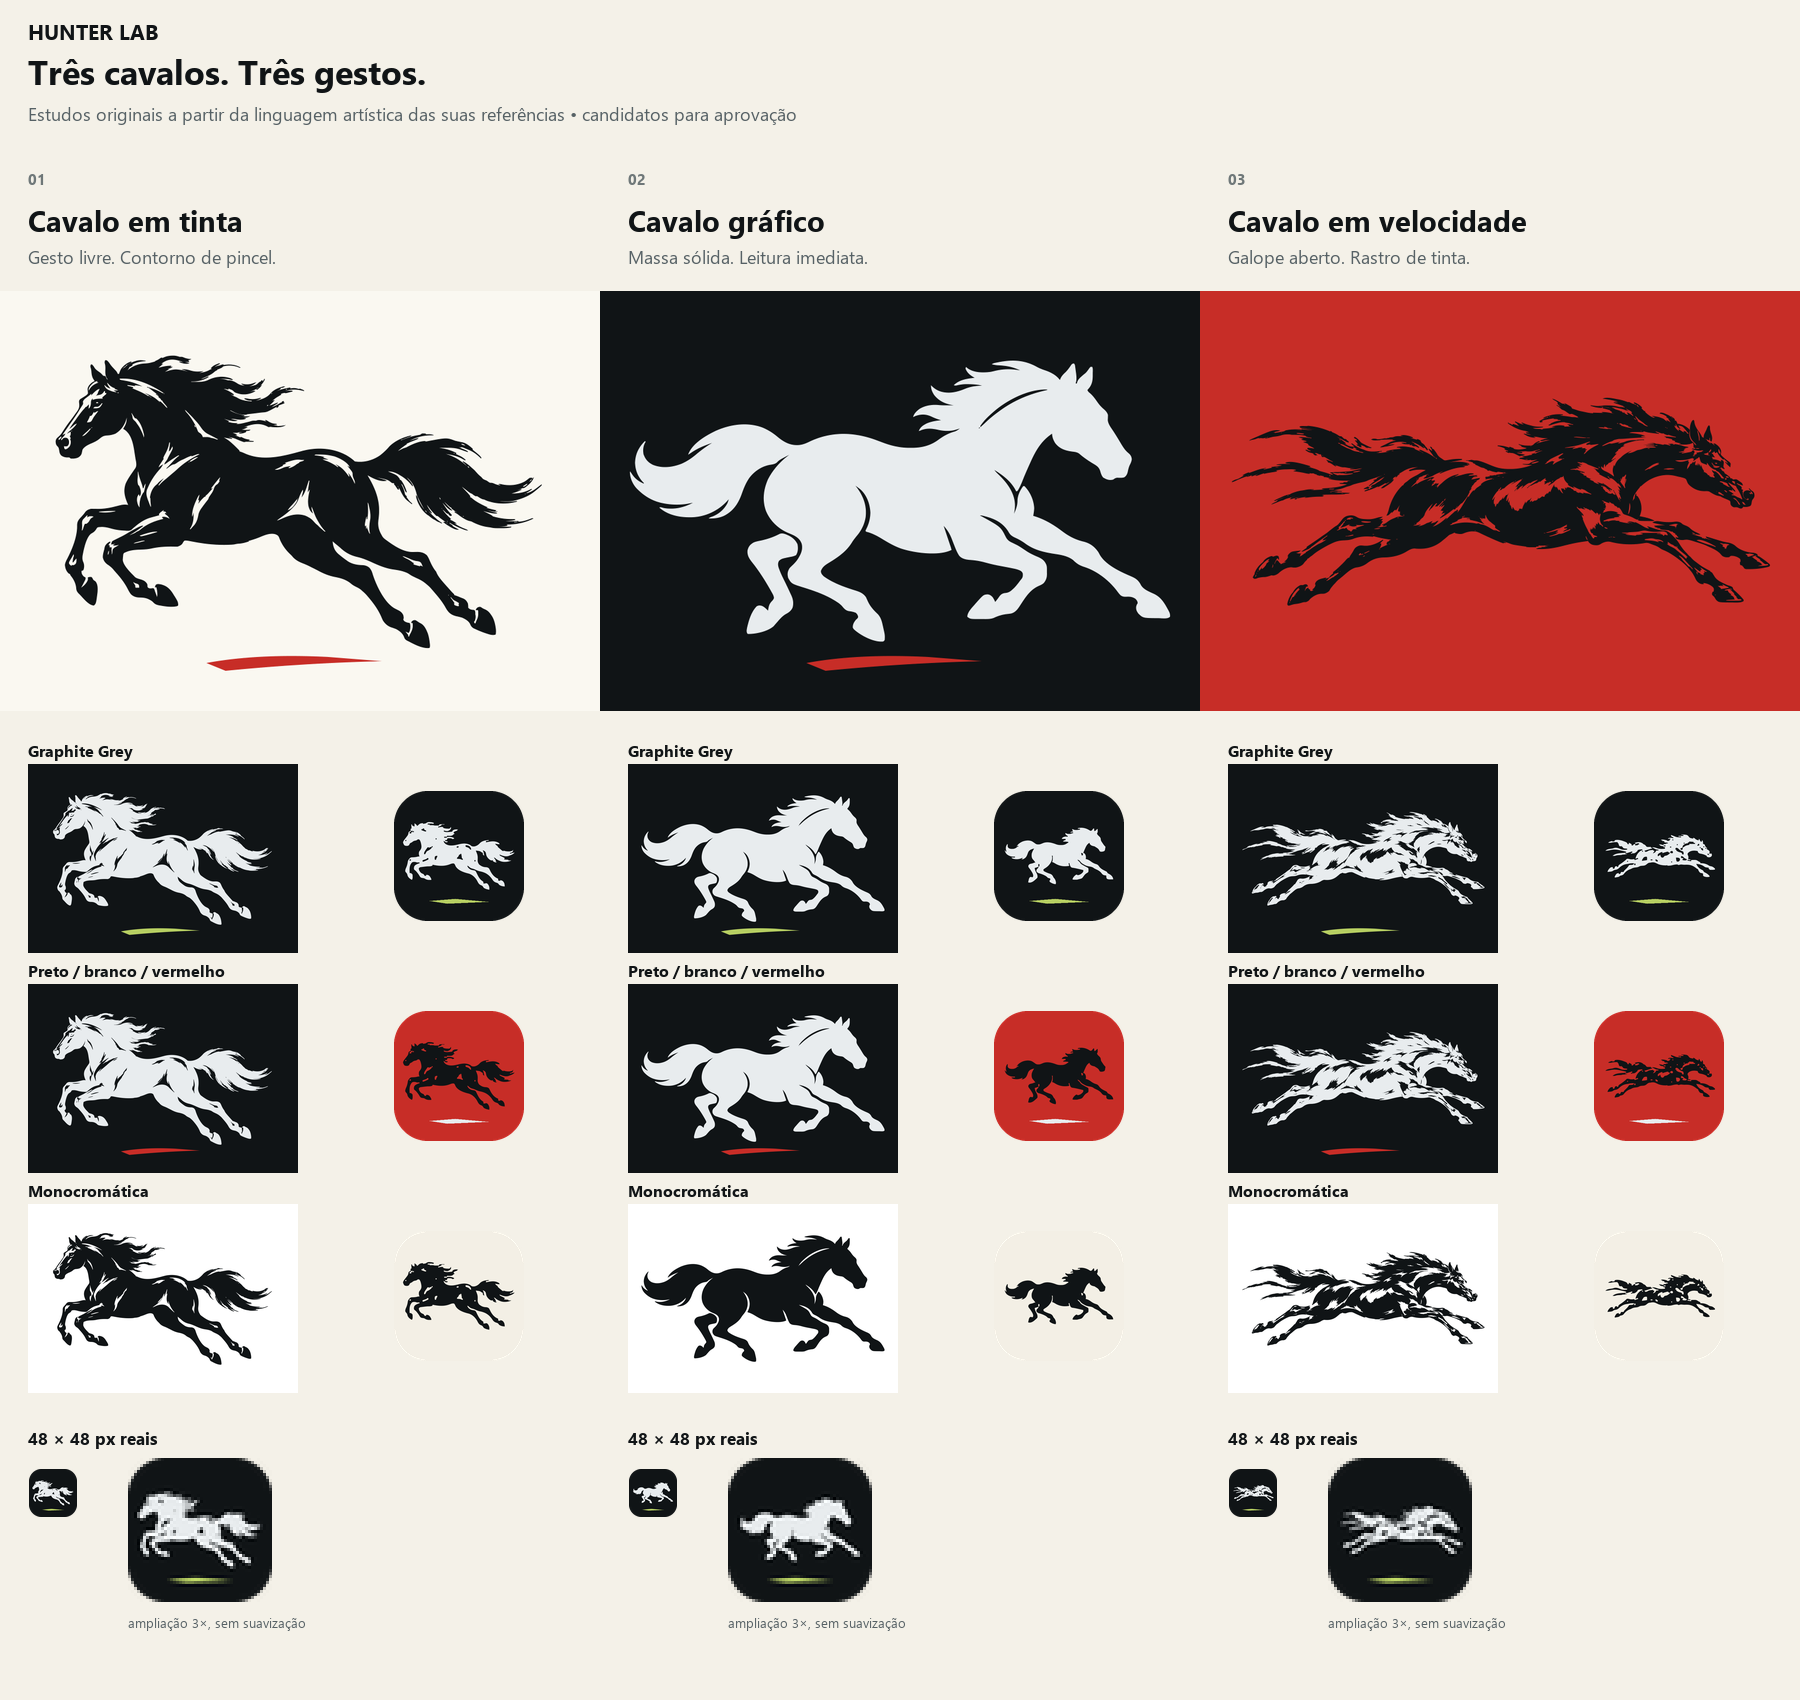 HUNTER LAB
Três cavalos. Três gestos.
Estudos originais a partir da linguagem artística das suas referências • candidatos para aprovação
01
Cavalo em tinta
Gesto livre. Contorno de pincel.
02
Cavalo gráfico
Massa sólida. Leitura imediata.
03
Cavalo em velocidade
Galope aberto. Rastro de tinta.
Graphite Grey
Graphite Grey
Graphite Grey
Preto / branco / vermelho
Preto / branco / vermelho
Preto / branco / vermelho
Monocromática
Monocromática
Monocromática
48 × 48 px reais
48 × 48 px reais
48 × 48 px reais
ampliação 3×, sem suavização
ampliação 3×, sem suavização
ampliação 3×, sem suavização